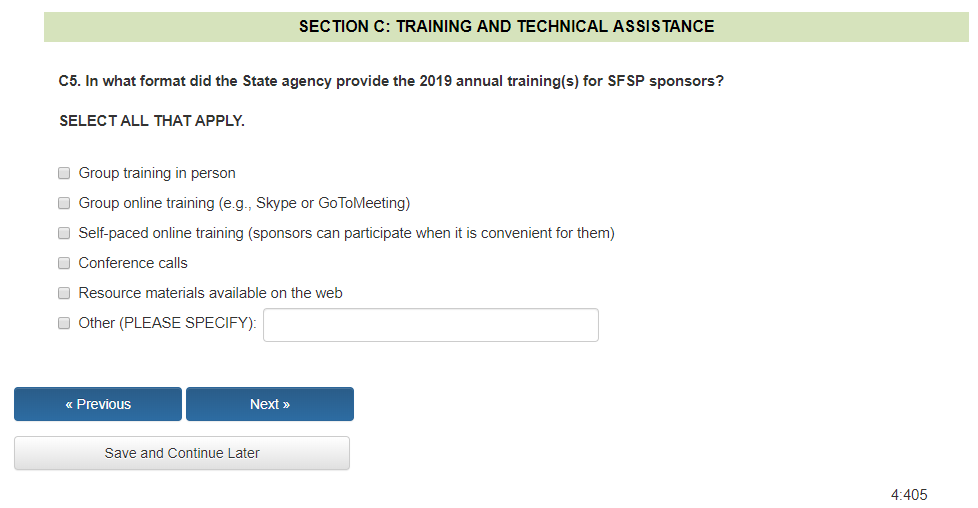 SECTION C: TRAINING AND TECHNICAL ASSISTANCE
C5. In what format did the State agency provide the 2019 annual training(s) for SFSP sponsors?
SELECT ALL THAT APPLY.
Group training in person
Group online training (e.g., Skype or GoToMeeting)
Self-paced online training (sponsors can participate when it is convenient for them)
Conference calls
Resource materials available on the web
Other (PLEASE SPECIFY):
« Previous
Next »
Save and Continue Later
4:405